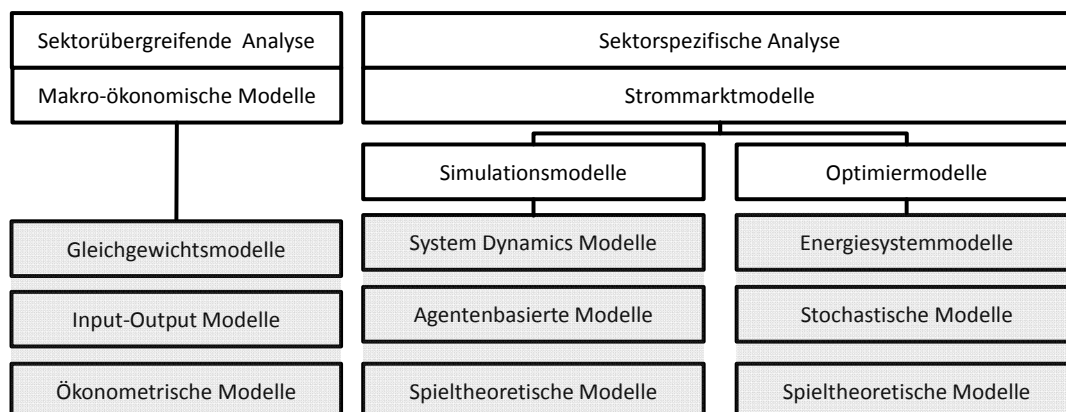 Sektorübergreifende Analyse
Makro-ökonomische Modelle
Gleichgewichtsmodelle
Input-Output Modelle
Ökonometrische Modelle
Sektorspezifische Analyse
Strommarktmodelle
Simulationsmodelle
System Dynamics Modelle
Agentenbasierte Modelle
Spieltheoretische Modelle
Optimiermodelle
Energiesystemmodelle
Stochastische Modelle
Spieltheoretische Modelle